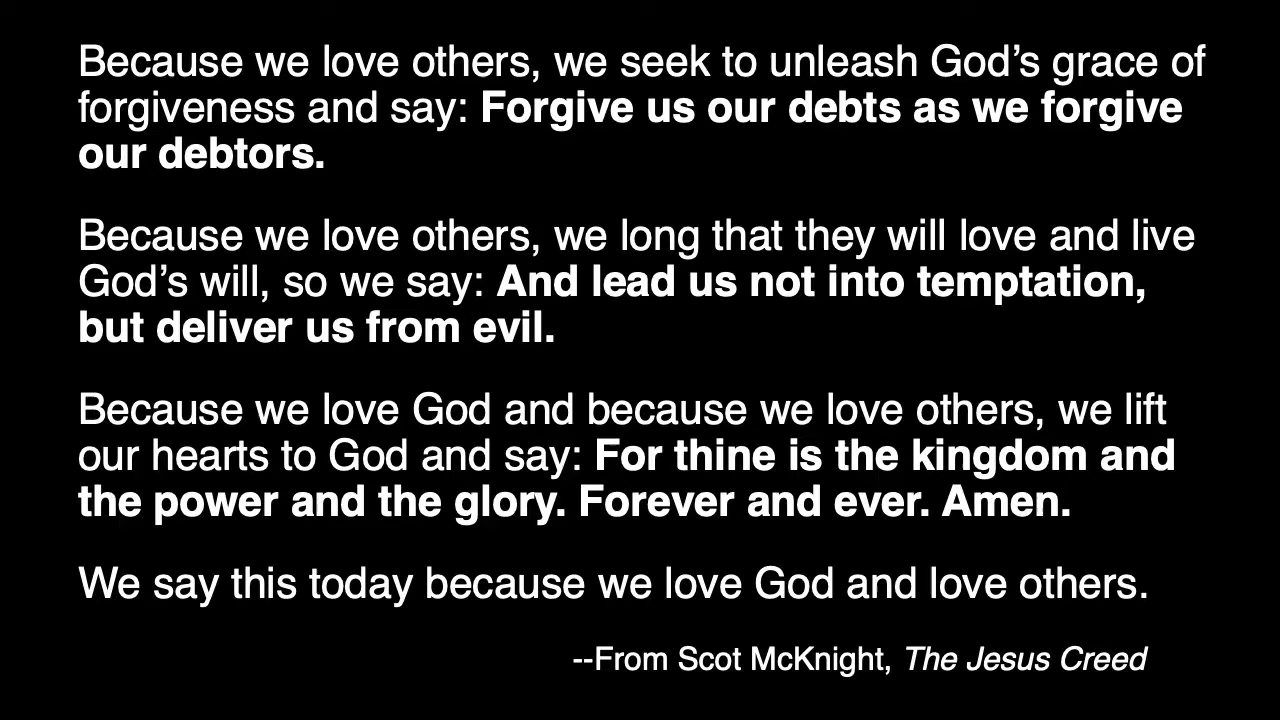 Because we love others, we seek to unleash God’s grace of
forgiveness and say: Forgive us our debts as we forgive
our debtors.
Because we love others, we long that they will love and live
God’s will, so we say: And lead us not into temptation,
but deliver us from evil.
Because we love God and because we love others, we lift
our hearts to God and say: For thine is the kingdom and
the power and the glory. Forever and ever. Amen.
We say this today because we love God and love others.
--From Scot McKnight, The Jesus Creed